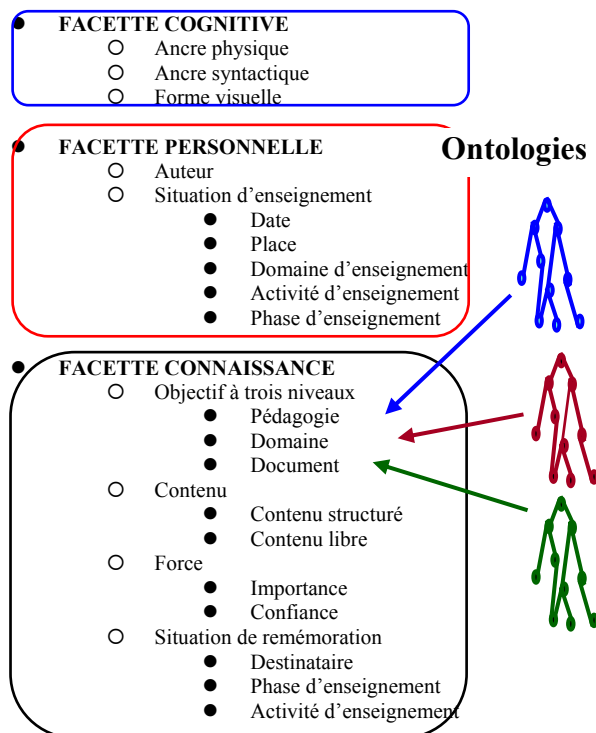 ● FACETTE COGNITIVE
○ Ancre physique
○ Ancre syntactique
○ Forme visuelle
● FACETTE PERSONNELLE
Ontologies
○ Auteur
○ Situation d'enseignement
● Date
● Place
● Domaine d'enseignement
● Activité d'enseignement
● Phase d'enseignement
● FACETTE CONNAISSANCE
○ Objectif à trois niveaux
● Pédagogie
● Domaine
● Document
○ Contenu
● Contenu structuré
● Contenu libre
○ Force
● Importance
● Confiance
○ Situation de remémoration
● Destinataire
● Phase d'enseignement
● Activité d'enseignement